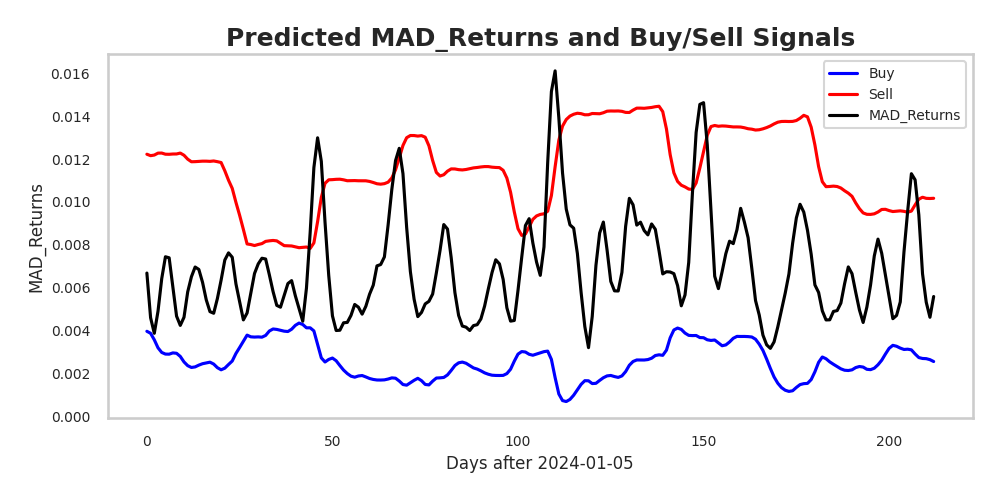 Predicted MAD_Returns and Buy/Sell Signals
Buy
Sell
MAD_Returns
MAD_Returns
0.016
0.014
0.012
0.010
0.008
0.006
0.004
0.002
0.000
0
50
100
150
200
Days after 2024-01-05